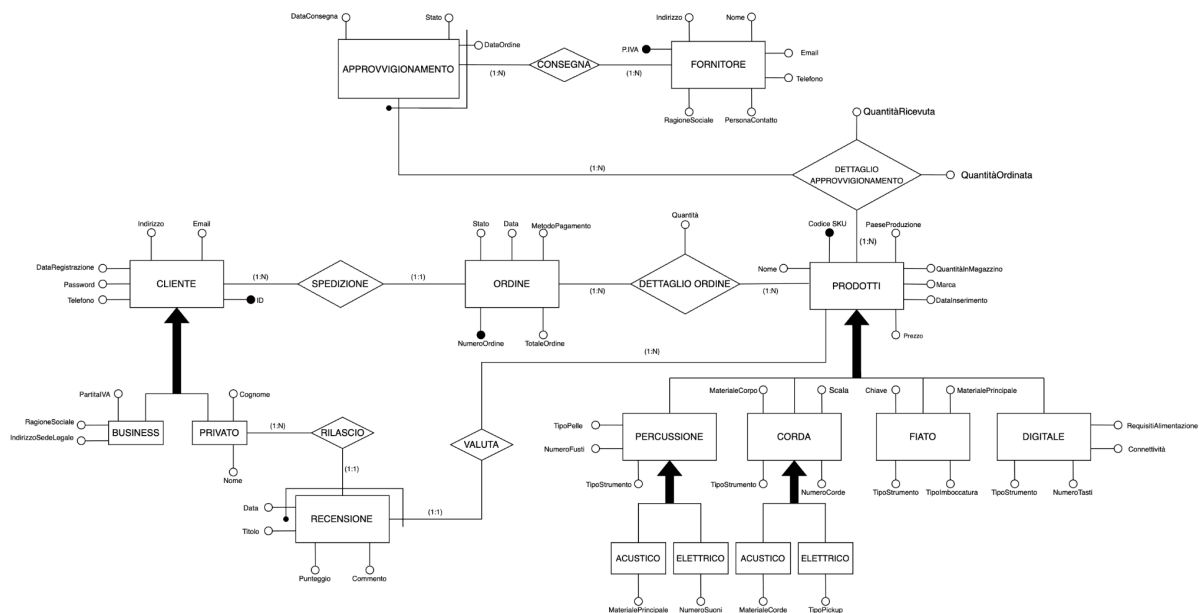 DataConsegna
Stato
DataOrdine
APPROVVIGIONAMENTO
(1:N)
CONSEGNA
(1:N)
Indirizzo
Nome
P.IVA
FORNITORE
Email
Telefono
RagioneSociale
PersonaContatto
QuantitàRicevuta
(1:N)
DETTAGLIO
APPROVVIGIONAMENTO
QuantitàOrdinata
(1:N)
Indirizzo
Email
DataRegistrazione
Password
Telefono
CLIENTE
ID
(1:N)
SPEDIZIONE
(1:1)
Stato
Data
MetodoPagamento
ORDINE
NumeroOrdine
TotaleOrdine
(1:N)
Quantità
DETTAGLIO ORDINE
(1:N)
Codice SKU
PaeseProduzione
Nome
PRODOTTI
QuantitàInMagazzino
Marca
DataInserimento
Prezzo
(1:N)
PartitaIVA
Cognome
RagioneSociale
IndirizzoSedeLegale
BUSINESS
PRIVATO
Nome
(1:N)
RILASCIO
(1:1)
VALUTA
Data
Titolo
RECENSIONE
(1:1)
Punteggio
Commento
TipoPelle
NumeroFusti
PERCUSSIONE
TipoStrumento
MaterialeCorpo
Scala
CORDA
TipoStrumento
NumeroCorde
Chiave
MaterialePrincipale
FIATO
TipoStrumento
TipoImboccatura
DIGITALE
RequisitiAlimentazione
Connettività
TipoStrumento
NumeroTasti
ACUSTICO
ELETTRICO
ACUSTICO
ELETTRICO
MaterialePrincipale
NumeroSuoni
MaterialeCorde
TipoPickup